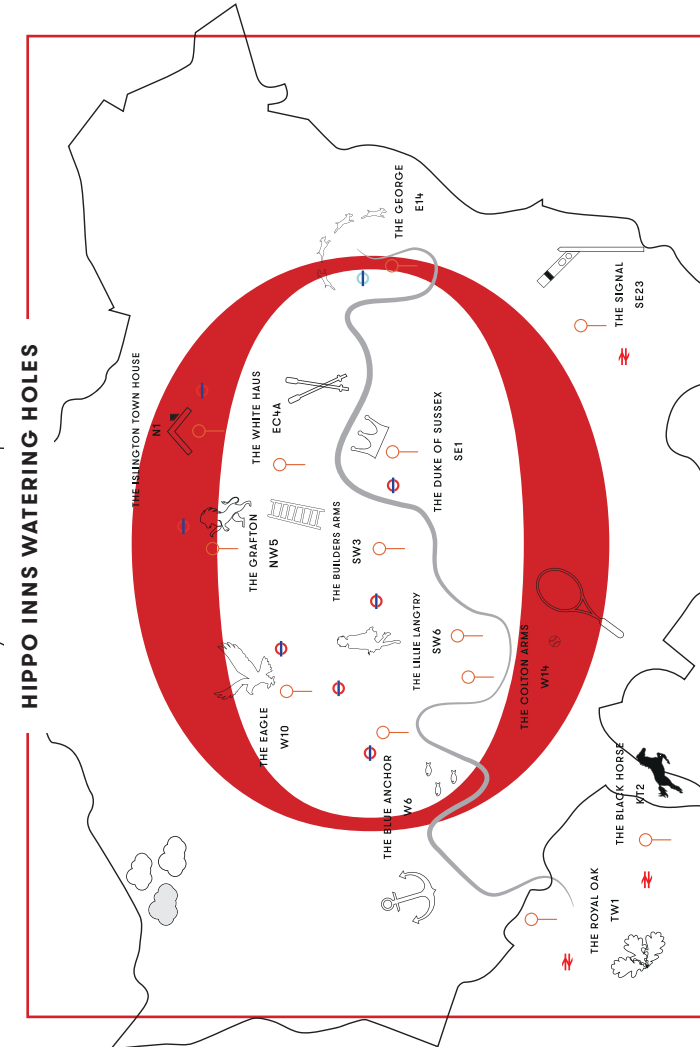 HIPPO INNS WATERING HOLES
THE ISLINGTON TOWN HOUSE
N1
THE GRAFTON
NW5
THE WHITE HAUS
EC4A
THE EAGLE
W10
THE BUILDERS ARMS
SW3
THE BLUE ANCHOR
W6
THE LILLIE LANGTRY
SW6
THE DUKE OF SUSSEX
SE1
THE GEORGE
E14
THE COLTON ARMS
W14
THE ROYAL OAK
TW1
THE BLACK HORSE
KT2
THE SIGNAL
SE23